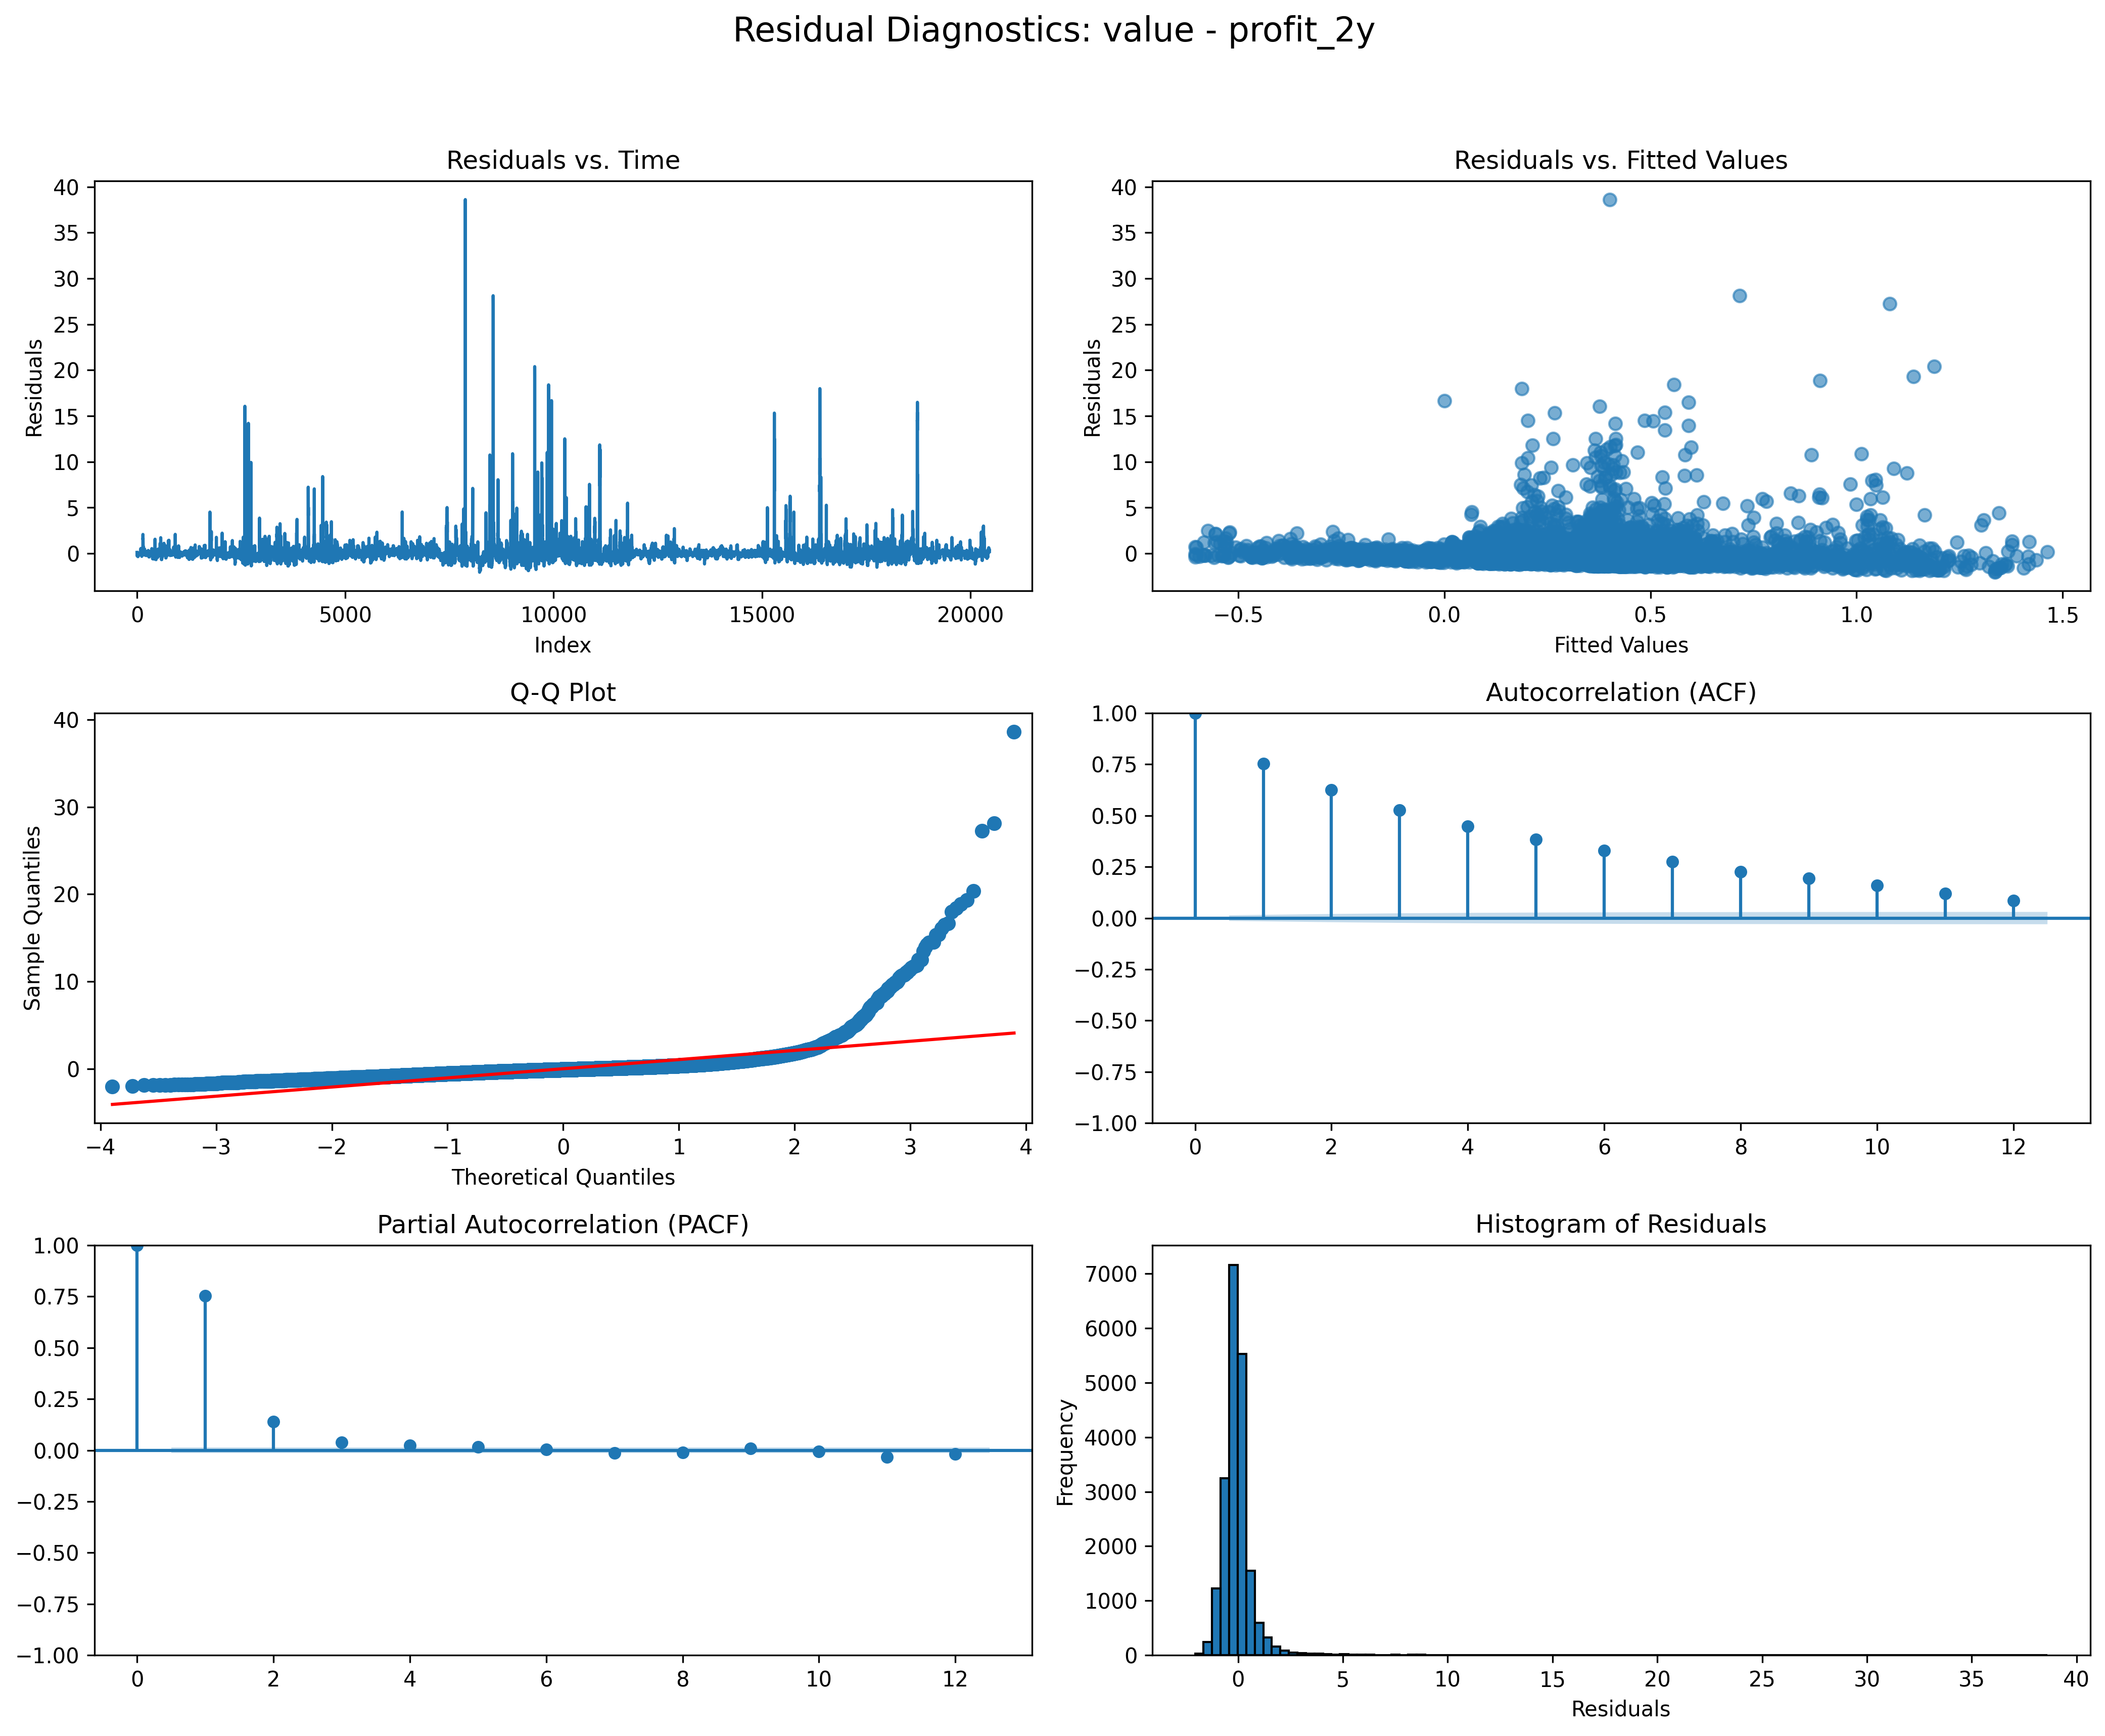 Residual Diagnostics: value - profit_2y
Residuals vs. Time
Residuals
40
35
30
25
20
15
10
5
0
0 5000 10000 15000 20000
Index
Residuals vs. Fitted Values
Residuals
40
35
30
25
20
15
10
5
0
−0.5 0.0 0.5 1.0 1.5
Fitted Values
Q-Q Plot
Sample Quantiles
40
30
20
10
0
−4 −3 −2 −1 0 1 2 3 4
Theoretical Quantiles
Autocorrelation (ACF)
1.00
0.75
0.50
0.25
0.00
−0.25
−0.50
−0.75
−1.00
0 2 4 6 8 10 12
Partial Autocorrelation (PACF)
1.00
0.75
0.50
0.25
0.00
−0.25
−0.50
−0.75
−1.00
0 2 4 6 8 10 12
Histogram of Residuals
Frequency
7000
6000
5000
4000
3000
2000
1000
0
0 5 10 15 20 25 30 35 40
Residuals